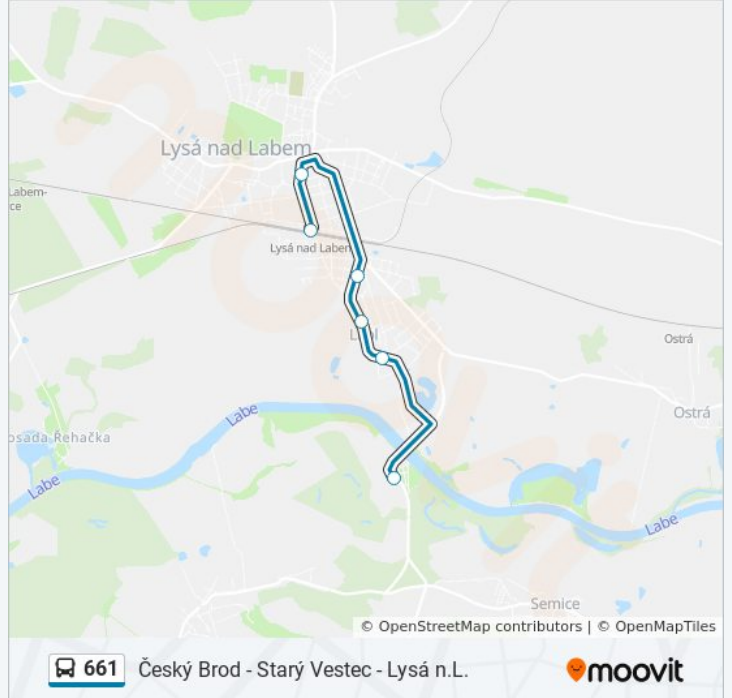 Lysá nad Labem
Labem-
ce
Lysá nad Labem
Ostrá
Ostrá
Labe
osada Řehačka
Labe
Labe
Semice
© OpenStreetMap contributors | © OpenMapTiles
661 Český Brod - Starý Vestec - Lysá n.L.
moovit